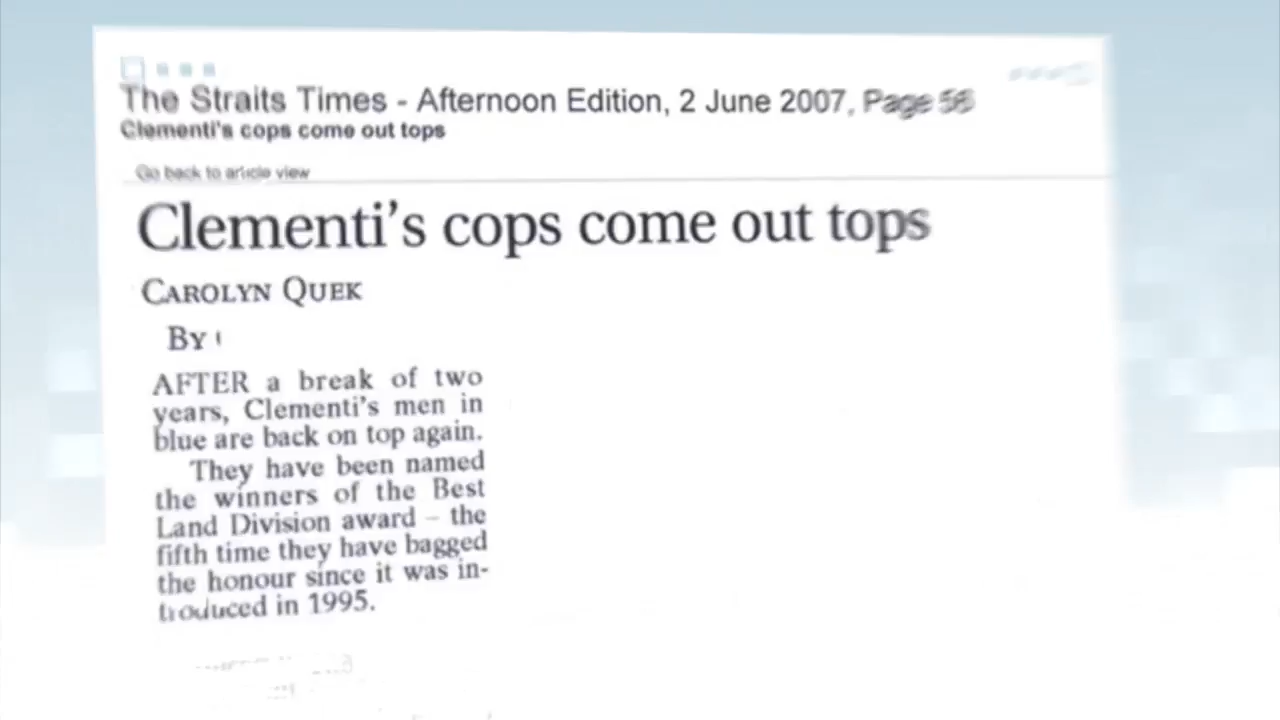 The Straits Times - Afternoon Edition, 2 June 2007, Page 56
Clementi's cops come out tops
Go back to article view
Clementi's cops come out tops
CAROLYN QUEK
BY
AFTER a break of two
years, Clementi's men in
blue are back on top again.
They have been named
the winners of the Best
Land Division award – the
fifth time they have bagged
the honour since it was in-
troduced in 1995.